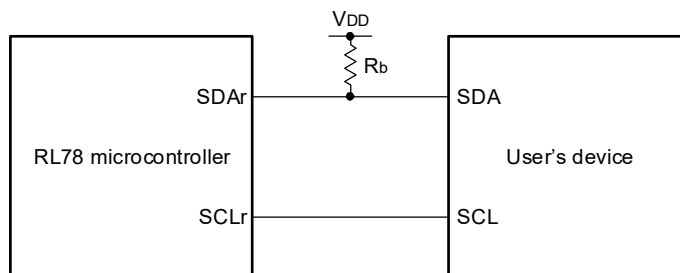 VDD
Rb
SDAr
SDA
RL78 microcontroller
User's device
SCLr
SCL